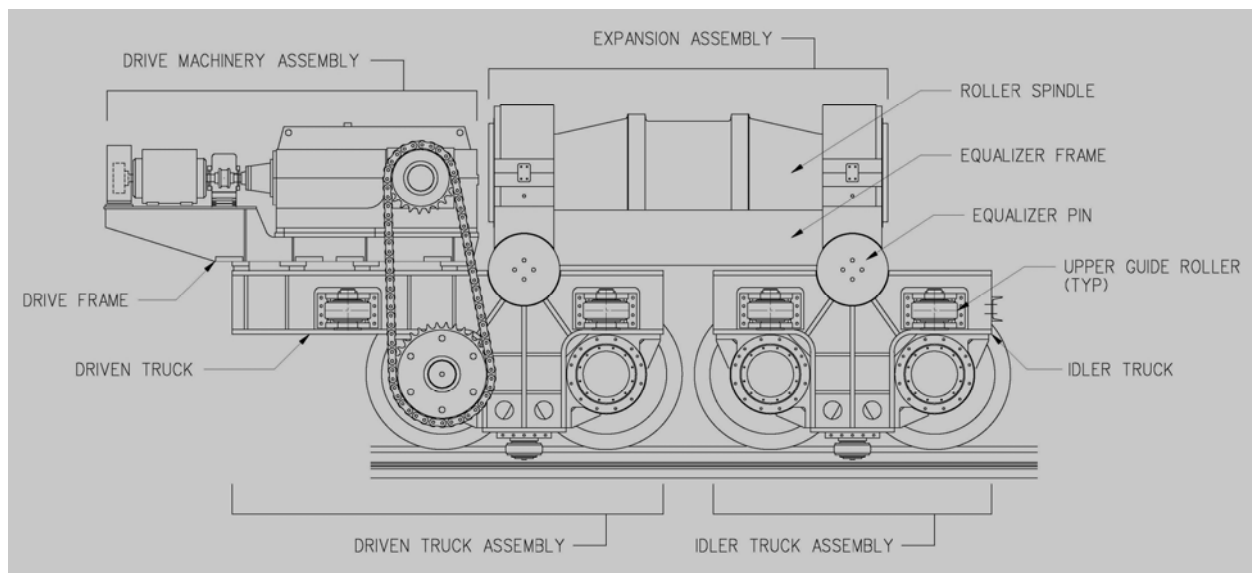 EXPANSION ASSEMBLY
DRIVE MACHINERY ASSEMBLY
ROLLER SPINDLE
EQUALIZER FRAME
EQUALIZER PIN
UPPER GUIDE ROLLER
(TYP)
DRIVE FRAME
DRIVEN TRUCK
IDLER TRUCK
DRIVEN TRUCK ASSEMBLY
IDLER TRUCK ASSEMBLY